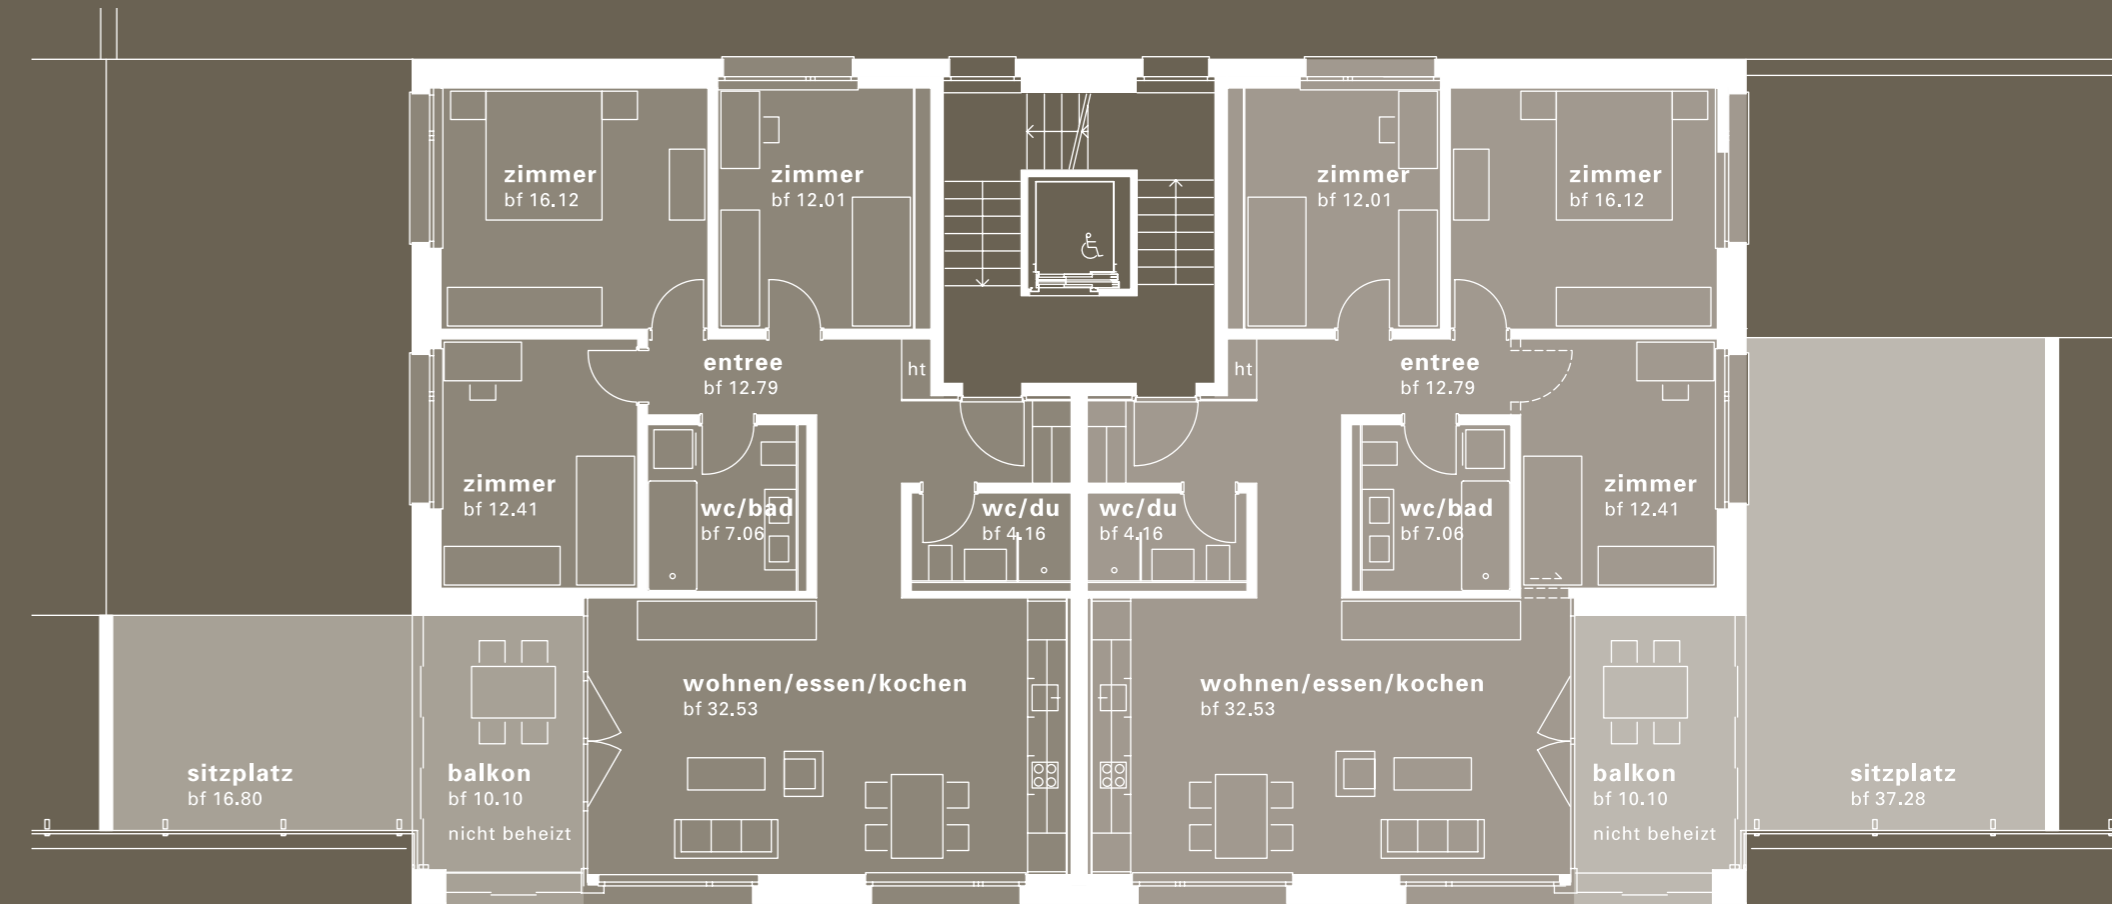 zimmer
bf 16.12
zimmer
bf 12.01
zimmer
bf 12.01
zimmer
bf 16.12
entree
bf 12.79
ht
ht
entree
bf 12.79
zimmer
bf 12.41
wc/bad
bf 7.06
wc/du
bf 4.16
wc/du
bf 4.16
wc/bad
bf 7.06
zimmer
bf 12.41
wohnen/essen/kochen
bf 32.53
wohnen/essen/kochen
bf 32.53
sitzplatz
bf 16.80
balkon
bf 10.10
nicht beheizt
balkon
bf 10.10
nicht beheizt
sitzplatz
bf 37.28